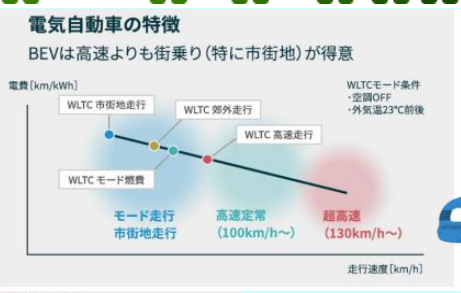 電気自動車の特徴
BEVは高速よりも街乗り(特に市街地)が得意
電費[km/kWh]
WLTCモード条件
・空調OFF
・外気温23℃前後
WLTC 市街地走行
WLTC 郊外走行
WLTC 高速走行
WLTC モード燃費
モード走行
市街地走行
高速定常
(100km/h〜)
超高速
(130km/h〜)
走行速度[km/h]